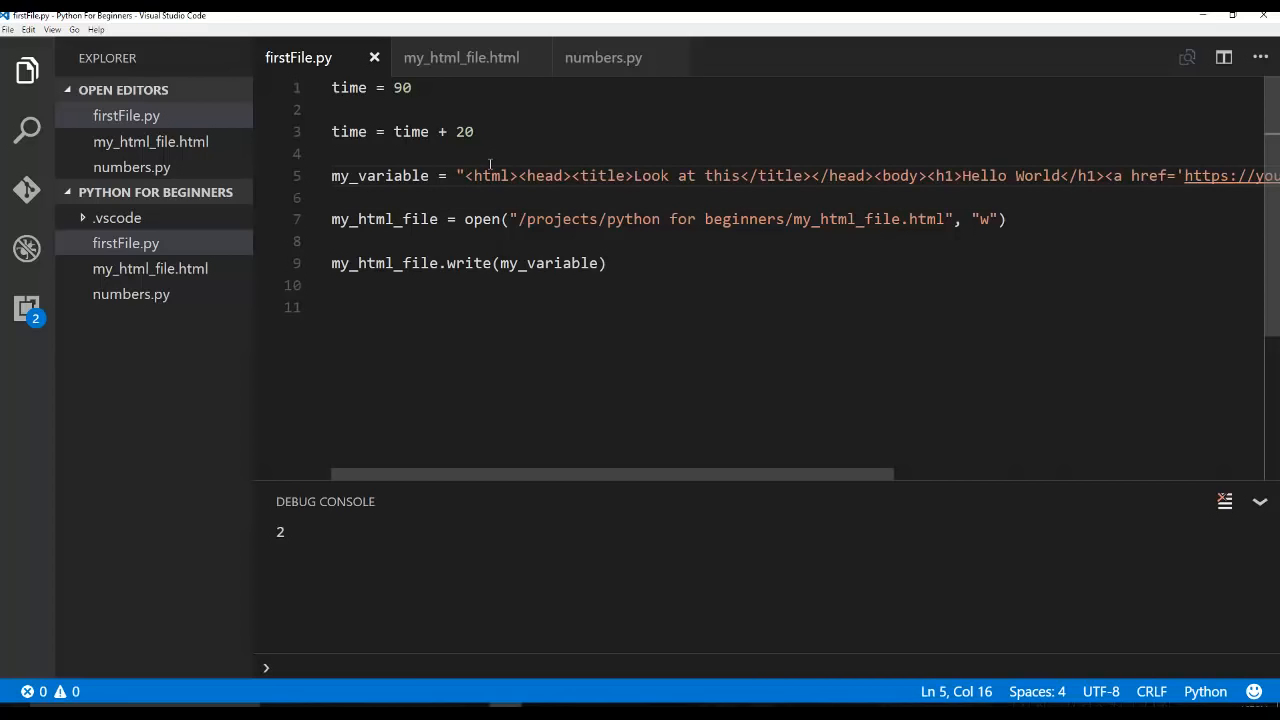 firstFile.py - Python For Beginners - Visual Studio Code
File Edit View Go Help
EXPLORER
OPEN EDITORS
firstFile.py
my_html_file.html
numbers.py
PYTHON FOR BEGINNERS
.vscode
firstFile.py
my_html_file.html
numbers.py
2
firstFile.py my_html_file.html numbers.py
1 time = 90
2
3 time = time + 20
4
5 my_variable = "<html><head><title>Look at this</title></head><body><h1>Hello World</h1><a href='https://you
6
7 my_html_file = open("/projects/python for beginners/my_html_file.html", "w")
8
9 my_html_file.write(my_variable)
10
11
DEBUG CONSOLE
2
0 0 Ln 5, Col 16 Spaces: 4 UTF-8 CRLF Python